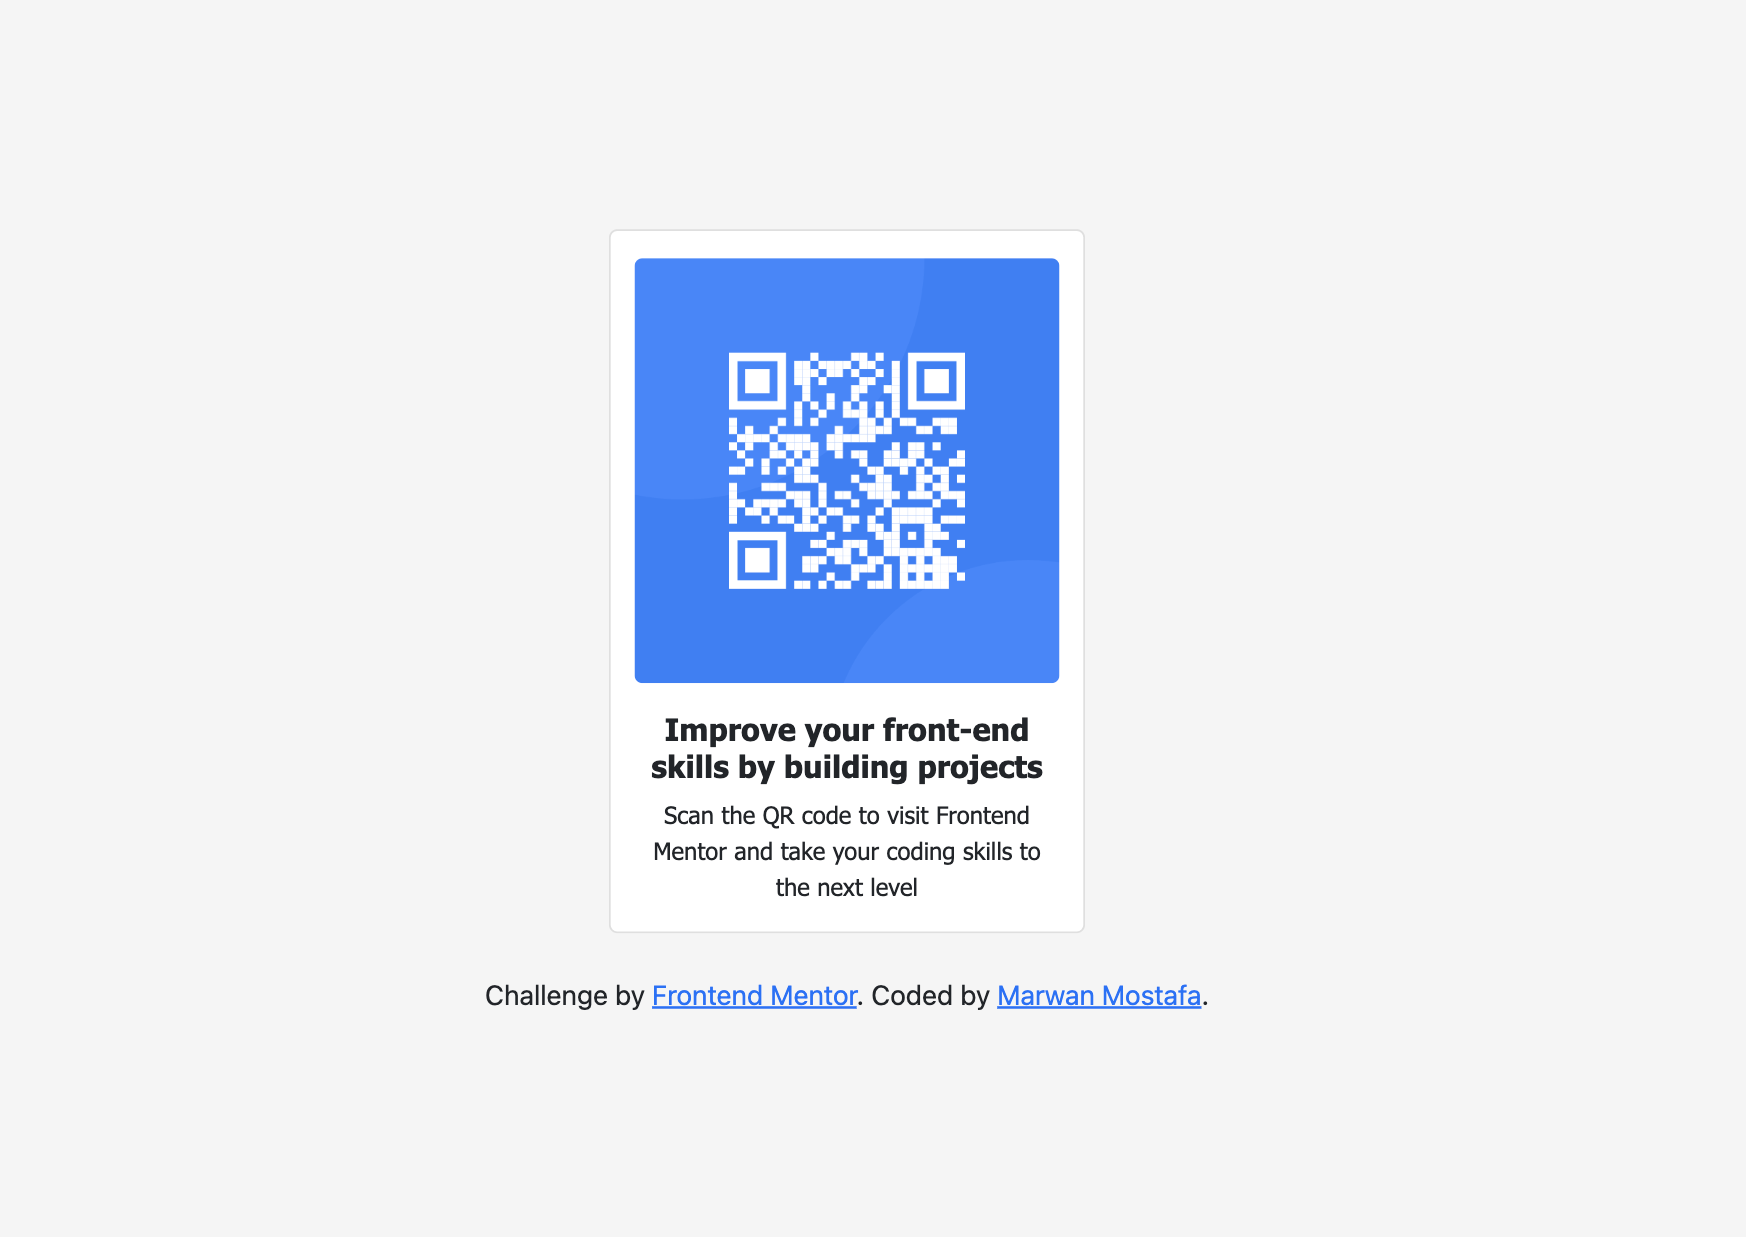 Improve your front-end
skills by building projects
Scan the QR code to visit Frontend
Mentor and take your coding skills to
the next level
Challenge by Frontend Mentor. Coded by Marwan Mostafa.